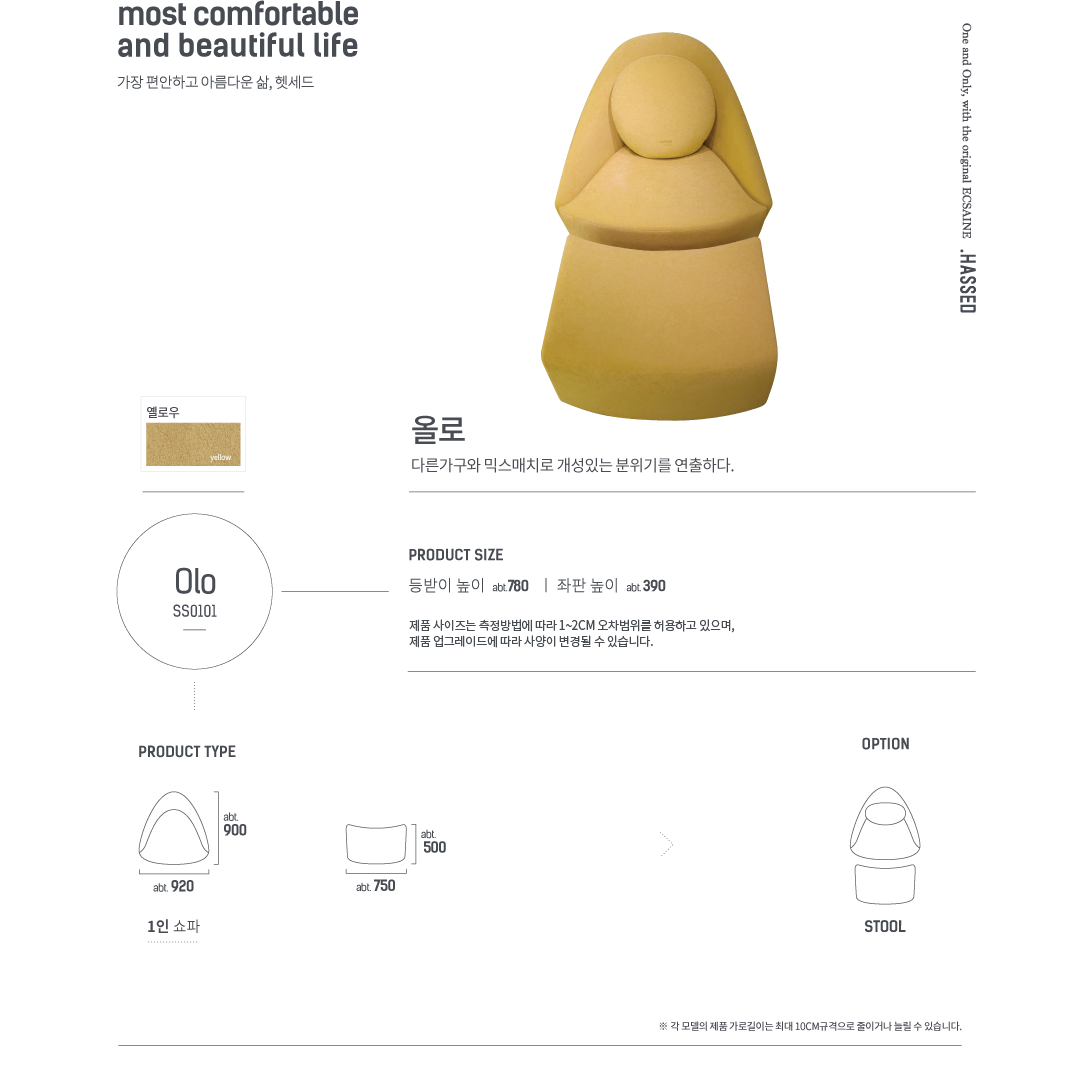 most comfortable
and beautiful life
가장 편안하고 아름다운 삶, 헷세드
One and Only, with the original ECSAINE .HASSED
옐로우
yellow
올로
다른가구와 믹스매치로 개성있는 분위기를 연출하다.
Olo
SS0101
PRODUCT SIZE
등받이 높이 abt.780 | 좌판 높이 abt.390
제품 사이즈는 측정방법에 따라 1~2CM 오차범위를 허용하고 있으며,
제품 업그레이드에 따라 사양이 변경될 수 있습니다.
PRODUCT TYPE
abt.
900
abt. 920
1인 쇼파
abt.
500
abt. 750
OPTION
STOOL
※ 각 모델의 제품 가로길이는 최대 10CM규격으로 줄이거나 늘릴 수 있습니다.